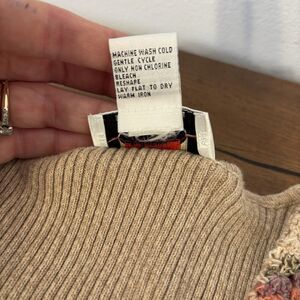 MACHINE WASH COLD
GENTLE CYCLE
ONLY NON CHLORINE
BLEACH
RESHAPE
LAY FLAT TO DRY
WARM IRON